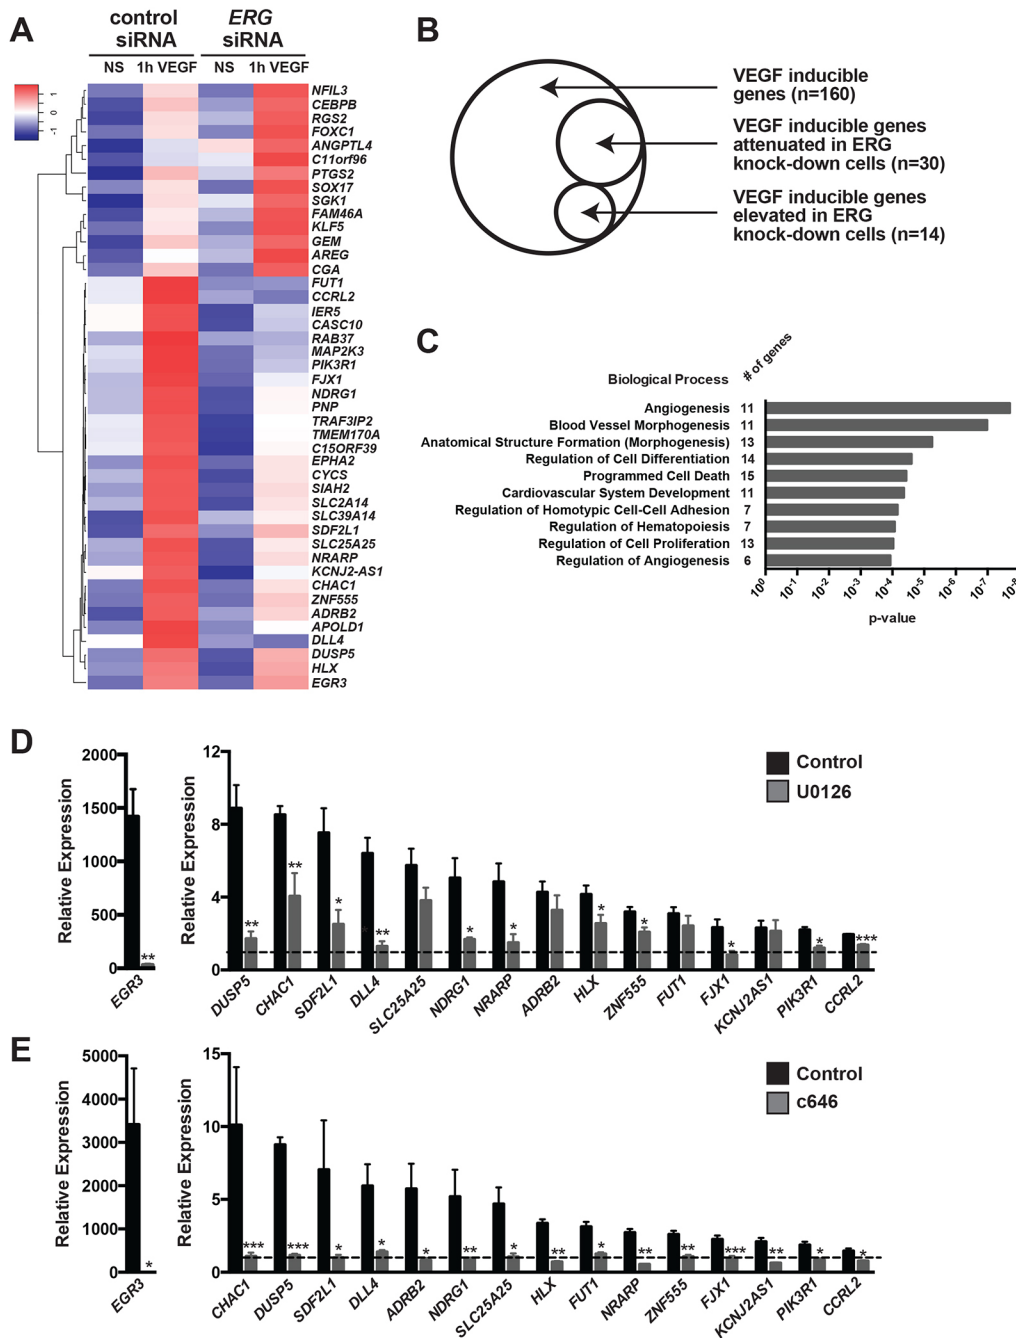 A
control
siRNA
ERG
siRNA
NS
1h VEGF
NS
1h VEGF
1
0
-1
NFIL3
CEBPB
RGS2
FOXC1
ANGPTL4
C11orf96
PTGS2
SOX17
SGK1
FAM46A
KLF5
GEM
AREG
CGA
FUT1
CCRL2
IER5
CASC10
RAB37
MAP2K3
PIK3R1
FJX1
NDRG1
PNP
TRAF3IP2
TMEM170A
C15ORF39
EPHA2
CYCS
SIAH2
SLC2A14
SLC39A14
SDF2L1
SLC25A25
NRARP
KCNJ2-AS1
CHAC1
ZNF555
ADRB2
APOLD1
DLL4
DUSP5
HLX
EGR3
B
VEGF inducible
genes (n=160)
VEGF inducible genes
attenuated in ERG
knock-down cells (n=30)
VEGF inducible genes
elevated in ERG
knock-down cells (n=14)
C
Biological Process
# of genes
Angiogenesis 11
Blood Vessel Morphogenesis 11
Anatomical Structure Formation (Morphogenesis) 13
Regulation of Cell Differentiation 14
Programmed Cell Death 15
Cardiovascular System Development 11
Regulation of Homotypic Cell-Cell Adhesion 7
Regulation of Hematopoiesis 7
Regulation of Cell Proliferation 13
Regulation of Angiogenesis 6
10⁰ 10⁻¹ 10⁻² 10⁻³ 10⁻⁴ 10⁻⁵ 10⁻⁶ 10⁻⁷ 10⁻⁸
p-value
D
Relative Expression
2000
1500
1000
500
0
**
EGR3
Relative Expression
12
8
4
0
** ** * ** * * * * * * ***
DUSP5 CHAC1 SDF2L1 DLL4 SLC25A25 NDRG1 NRARP ADRB2 HLX ZNF555 FUT1 FJX1 KCNJ2AS1 PIK3R1 CCRL2
Control
U0126
E
Relative Expression
5000
4000
3000
2000
1000
0
*
EGR3
Relative Expression
15
10
5
0
*** *** * * * ** * ** * ** ** *** ** * *
CHAC1 DUSP5 SDF2L1 DLL4 ADRB2 NDRG1 SLC25A25 HLX FUT1 NRARP ZNF555 FJX1 KCNJ2AS1 PIK3R1 CCRL2
Control
c646